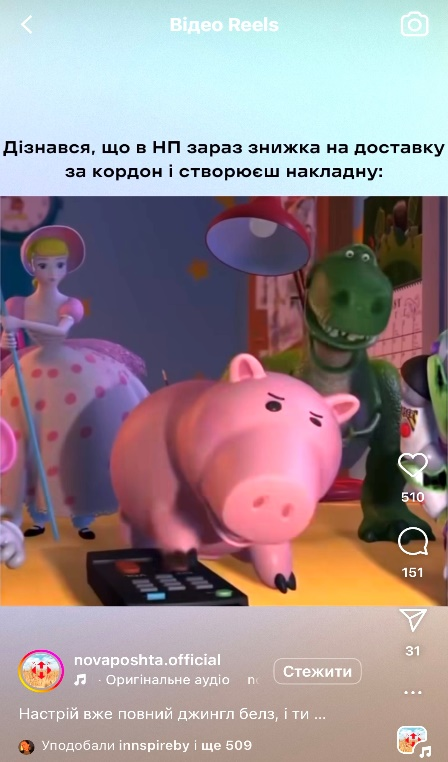 Відео Reels
Дізнався, що в НП зараз знижка на доставку
за кордон і створюєш накладну:
510
151
31
novaposhta.official
Стежити
· Оригінальне аудіо
Настрій вже повний джингл белз, і ти ...
Уподобали innspireby і ще 509